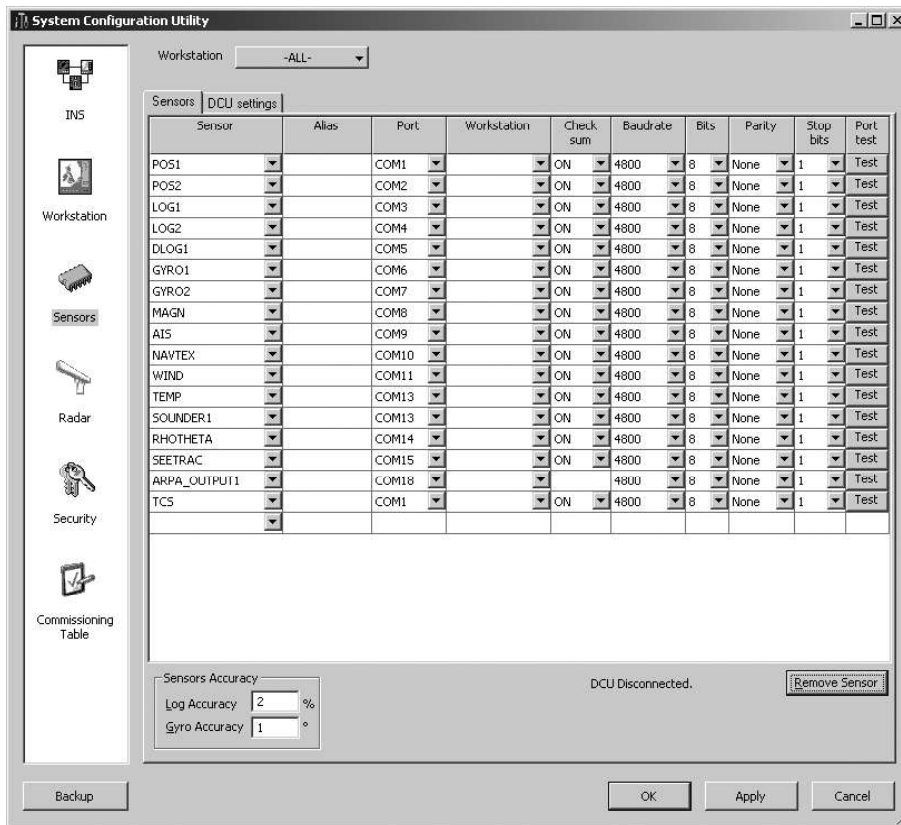 System Configuration Utility
INS
Workstation
Sensors
Radar
Security
Commissioning
Table
Workstation -ALL-
Sensors DCU settings
Sensor Alias Port Workstation Check sum Baudrate Bits Parity Stop bits Port test
POS1 COM1 ON 4800 8 None 1 Test
POS2 COM2 ON 4800 8 None 1 Test
LOG1 COM3 ON 4800 8 None 1 Test
LOG2 COM4 ON 4800 8 None 1 Test
DLOG1 COM5 ON 4800 8 None 1 Test
GYRO1 COM6 ON 4800 8 None 1 Test
GYRO2 COM7 ON 4800 8 None 1 Test
MAGN COM8 ON 4800 8 None 1 Test
AIS COM9 ON 4800 8 None 1 Test
NAVTEX COM10 ON 4800 8 None 1 Test
WIND COM11 ON 4800 8 None 1 Test
TEMP COM13 ON 4800 8 None 1 Test
SOUNDER1 COM13 ON 4800 8 None 1 Test
RHOTHETA COM14 ON 4800 8 None 1 Test
SEETRAC COM15 ON 4800 8 None 1 Test
ARPA_OUTPUT1 COM18 4800 8 None 1 Test
TCS COM1 ON 4800 8 None 1 Test
Sensors Accuracy
Log Accuracy 2 %
Gyro Accuracy 1 °
DCU Disconnected.
Remove Sensor
Backup
OK
Apply
Cancel